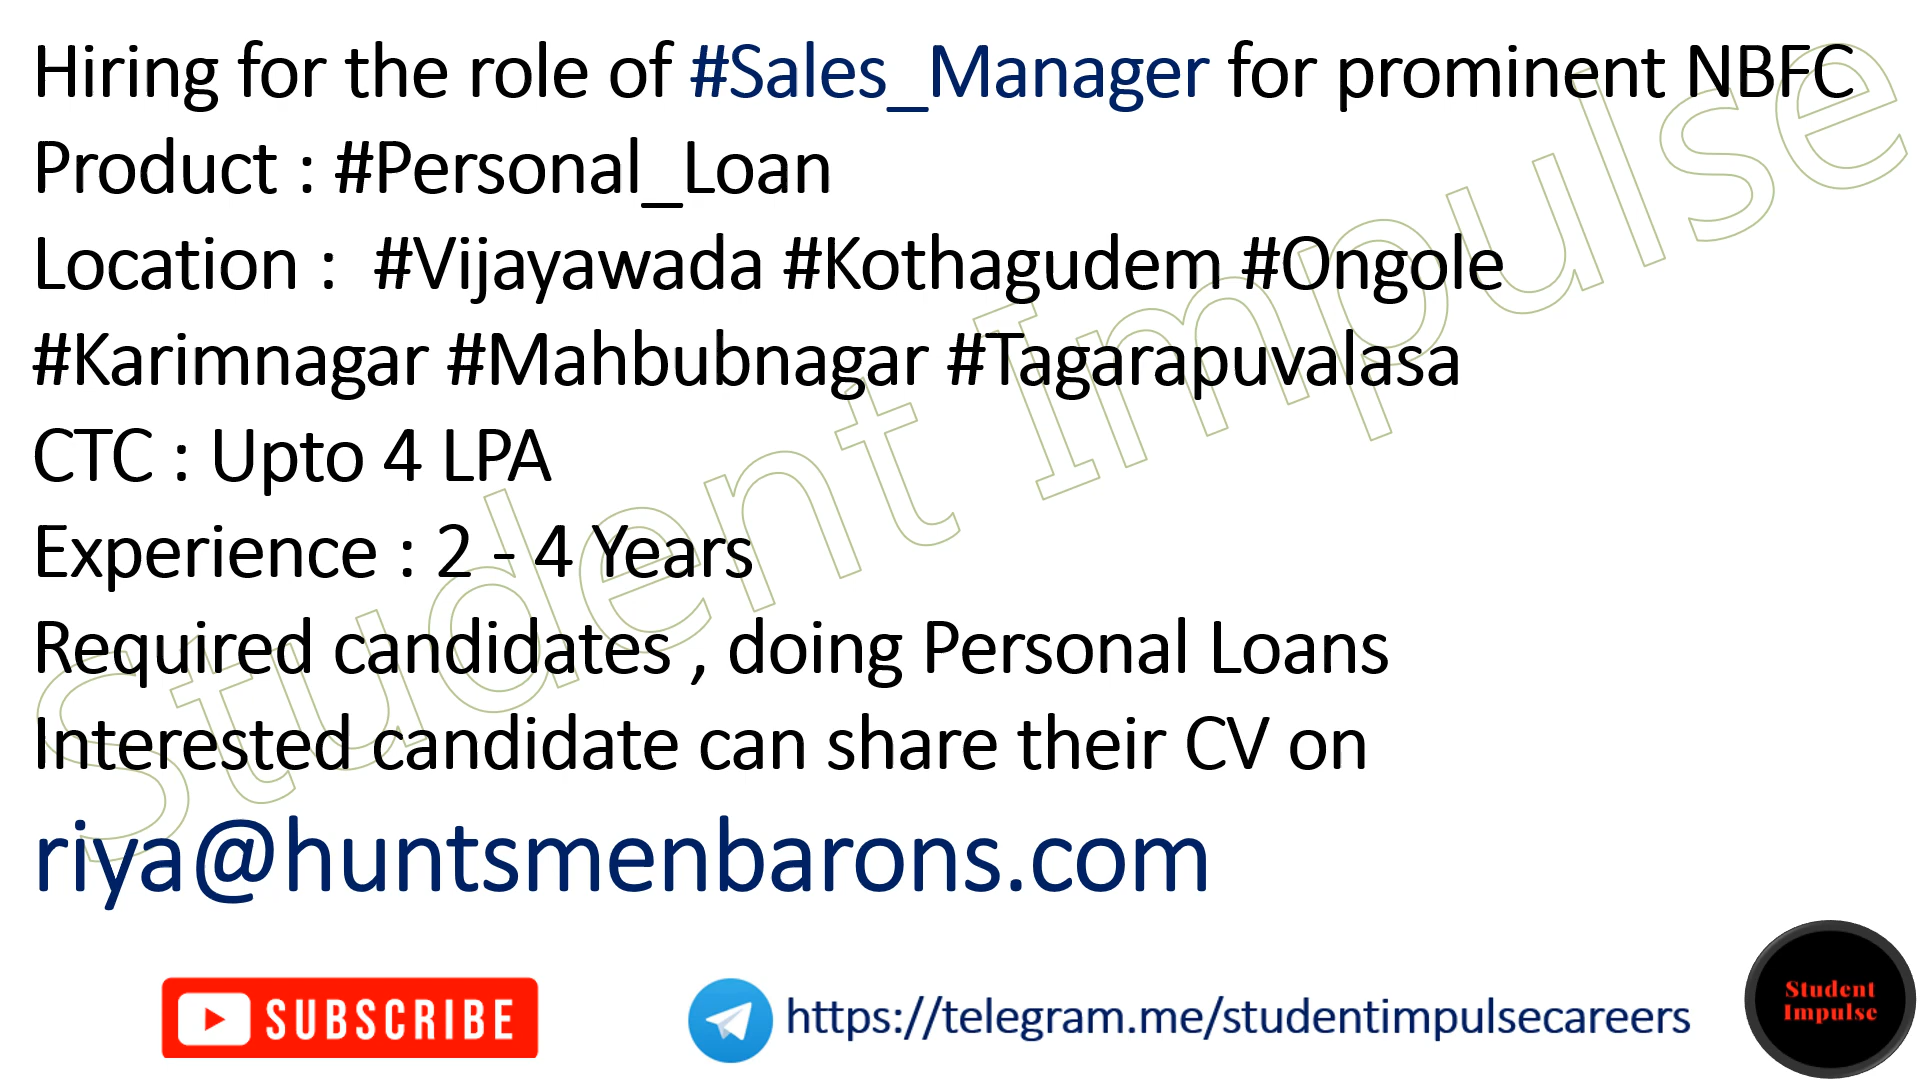 Hiring for the role of #Sales_Manager for prominent NBFC
Product : #Personal_Loan
Location :  #Vijayawada #Kothagudem #Ongole
#Karimnagar #Mahbubnagar #Tagarapuvalasa
CTC : Upto 4 LPA
Experience : 2 - 4 Years
Required candidates , doing Personal Loans
Interested candidate can share their CV on
riya@huntsmenbarons.com
Student Impulse
SUBSCRIBE
https://telegram.me/studentimpulsecareers
Student
Impulse